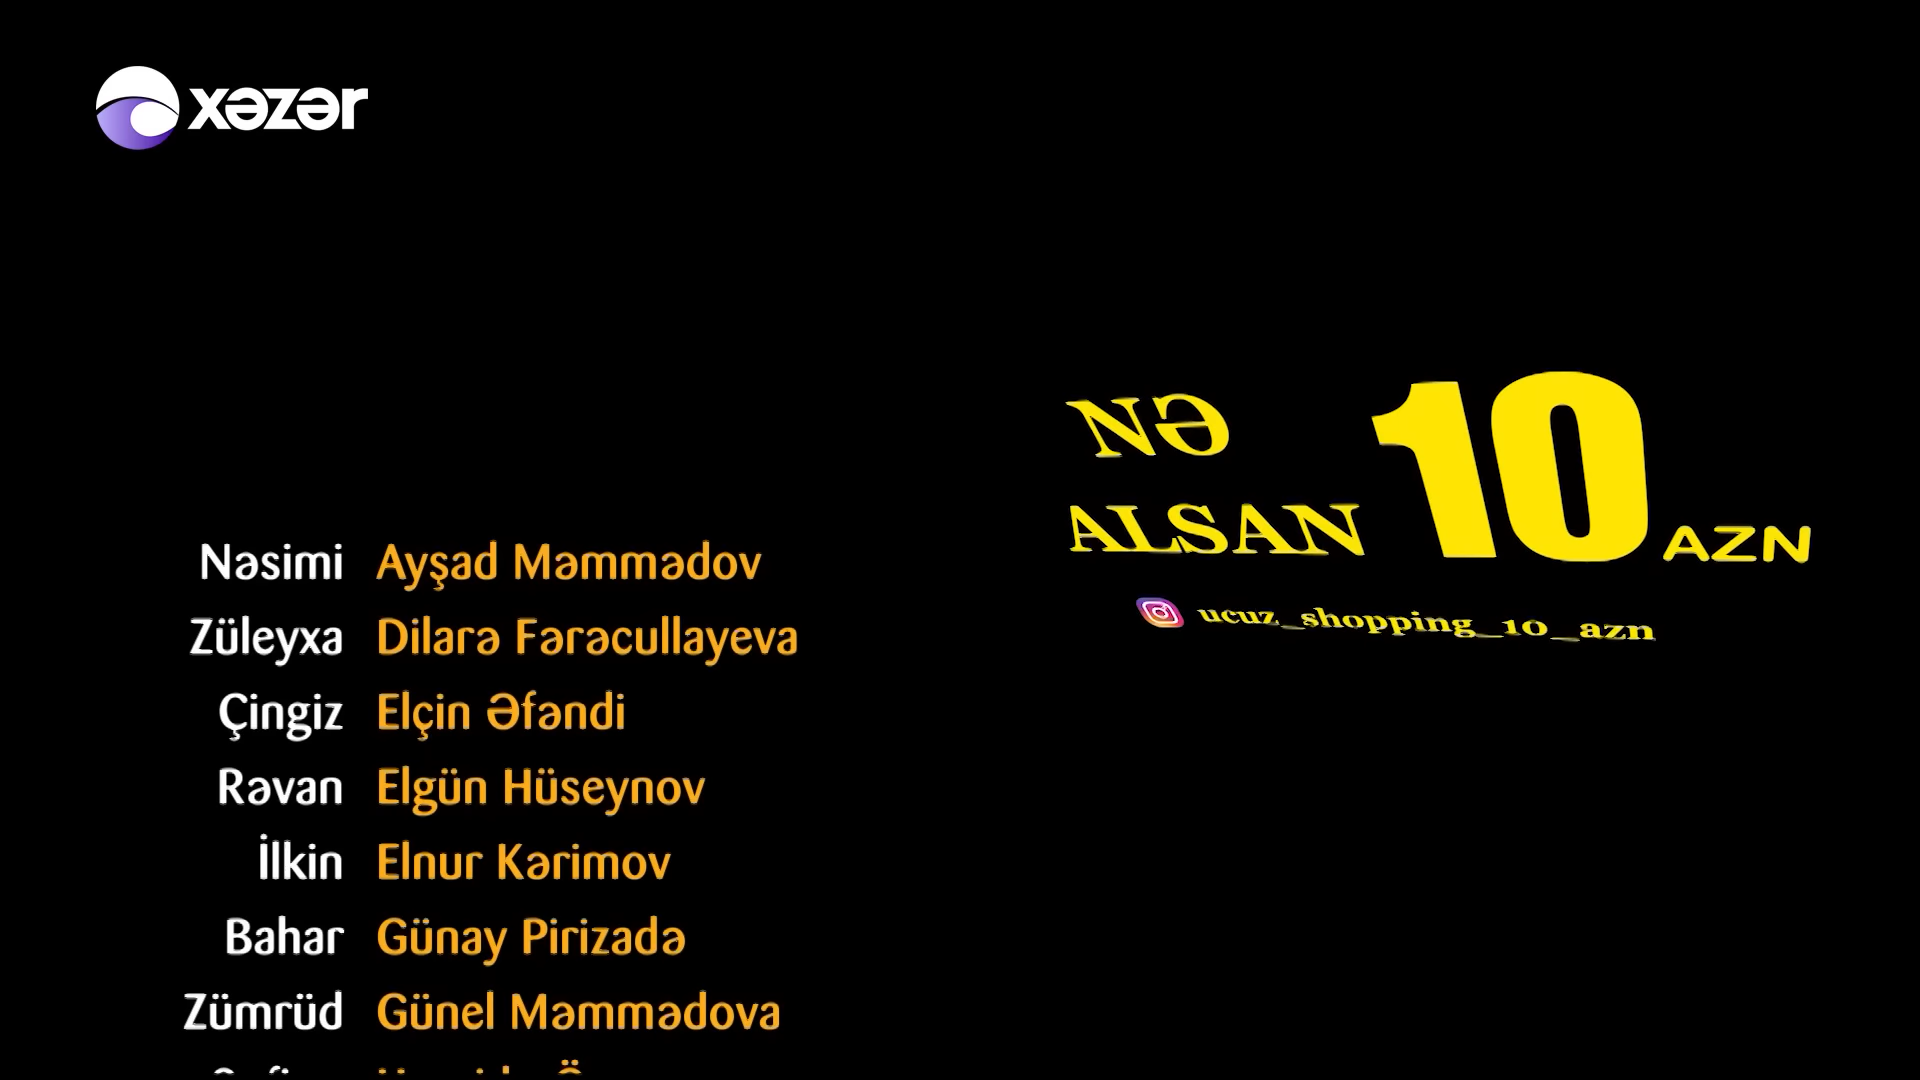 xəzər
NƏ
ALSAN 10 AZN
ucuz_shopping_10_azn
Nəsimi Ayşad Məmmədov
Züleyxa Dilarə Fərəcullayeva
Çingiz Elçin Əfəndi
Rəvan Elgün Hüseynov
İlkin Elnur Kərimov
Bahar Günay Pirizadə
Zümrüd Günel Məmmədova